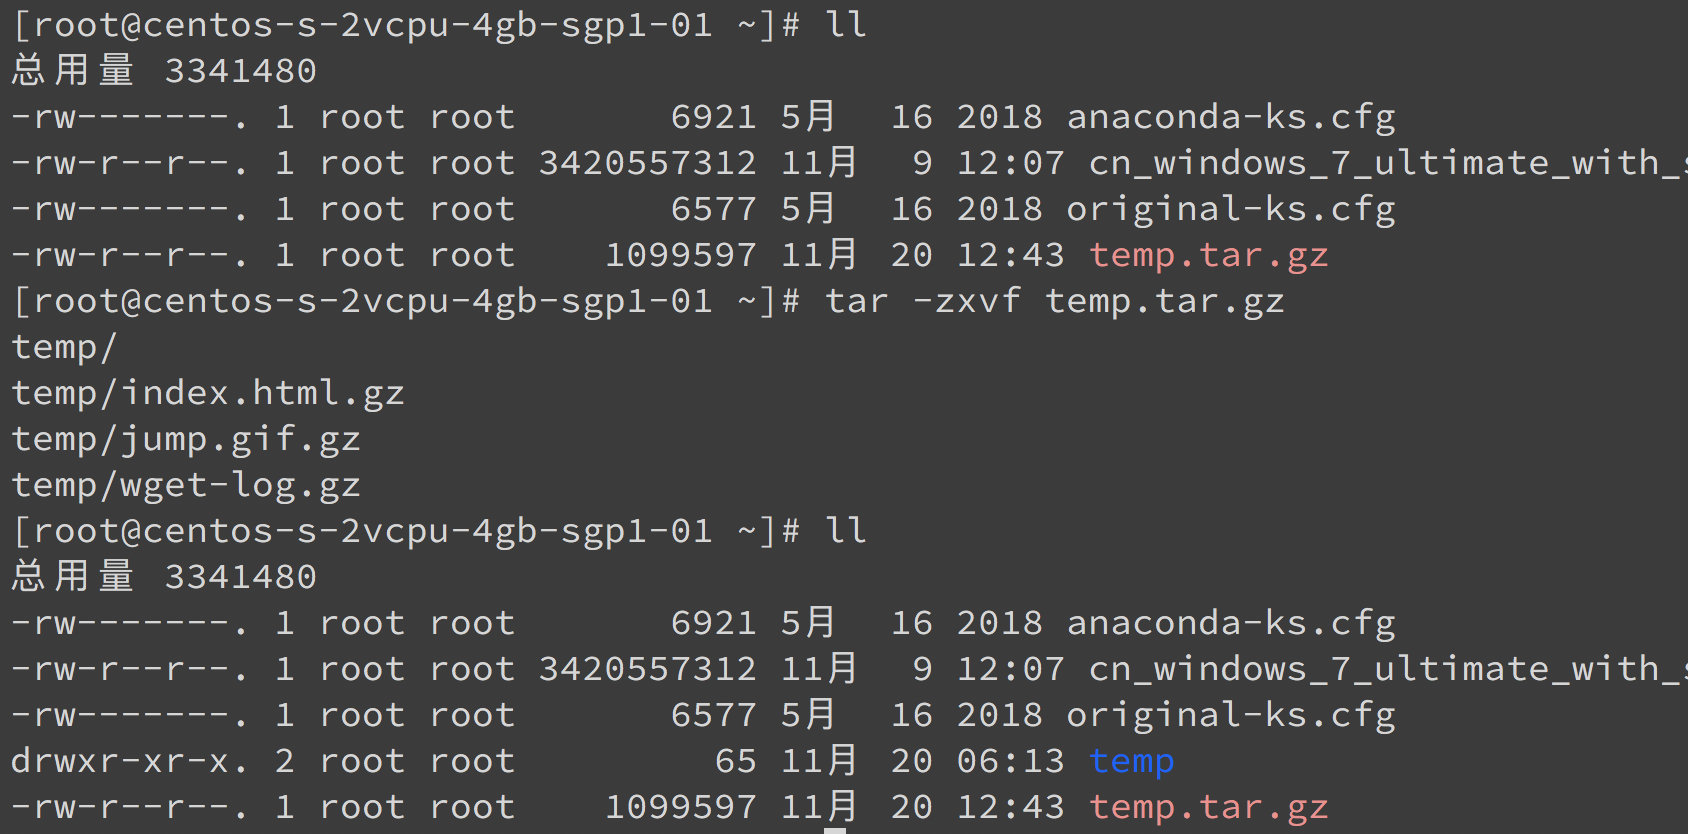 [root@centos-s-2vcpu-4gb-sgp1-01 ~]# ll
总用量 3341480
-rw-------. 1 root root       6921 5月  16 2018 anaconda-ks.cfg
-rw-r--r--. 1 root root 3420557312 11月  9 12:07 cn_windows_7_ultimate_with_s
-rw-------. 1 root root       6577 5月  16 2018 original-ks.cfg
-rw-r--r--. 1 root root    1099597 11月 20 12:43 temp.tar.gz
[root@centos-s-2vcpu-4gb-sgp1-01 ~]# tar -zxvf temp.tar.gz
temp/
temp/index.html.gz
temp/jump.gif.gz
temp/wget-log.gz
[root@centos-s-2vcpu-4gb-sgp1-01 ~]# ll
总用量 3341480
-rw-------. 1 root root       6921 5月  16 2018 anaconda-ks.cfg
-rw-r--r--. 1 root root 3420557312 11月  9 12:07 cn_windows_7_ultimate_with_s
-rw-------. 1 root root       6577 5月  16 2018 original-ks.cfg
drwxr-xr-x. 2 root root         65 11月 20 06:13 temp
-rw-r--r--. 1 root root    1099597 11月 20 12:43 temp.tar.gz